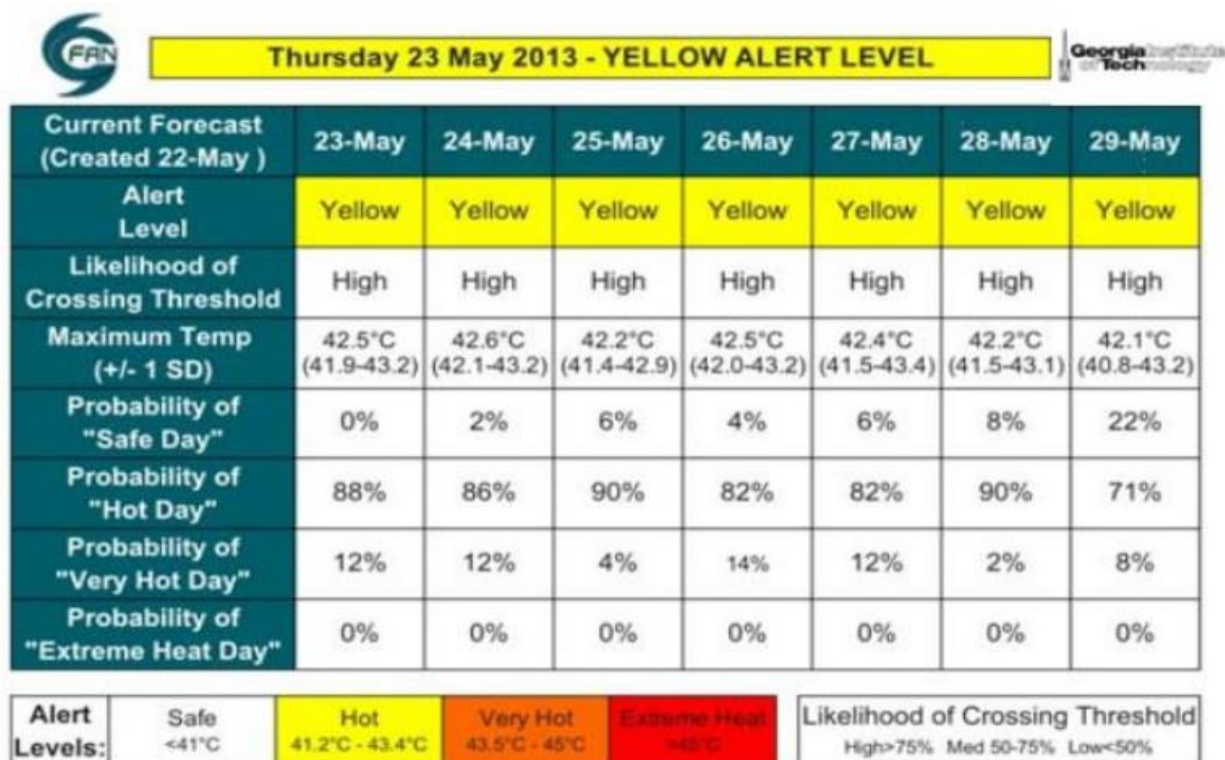 CFAN
Thursday 23 May 2013 - YELLOW ALERT LEVEL
Georgia Institute
of Technology
Current Forecast
(Created 22-May ) 23-May 24-May 25-May 26-May 27-May 28-May 29-May
Alert
Level Yellow Yellow Yellow Yellow Yellow Yellow Yellow
Likelihood of
Crossing Threshold High High High High High High High
Maximum Temp 42.5°C 42.6°C 42.2°C 42.5°C 42.4°C 42.2°C 42.1°C
(+/- 1 SD) (41.9-43.2) (42.1-43.2) (41.4-42.9) (42.0-43.2) (41.5-43.4) (41.5-43.1) (40.8-43.2)
Probability of
"Safe Day" 0% 2% 6% 4% 6% 8% 22%
Probability of
"Hot Day" 88% 86% 90% 82% 82% 90% 71%
Probability of
"Very Hot Day" 12% 12% 4% 14% 12% 2% 8%
Probability of
"Extreme Heat Day" 0% 0% 0% 0% 0% 0% 0%
Alert Safe Hot Very Hot Extreme Heat Likelihood of Crossing Threshold
Levels: <41°C 41.2°C - 43.4°C 43.5°C - 45°C >45°C High>75% Med 50-75% Low<50%